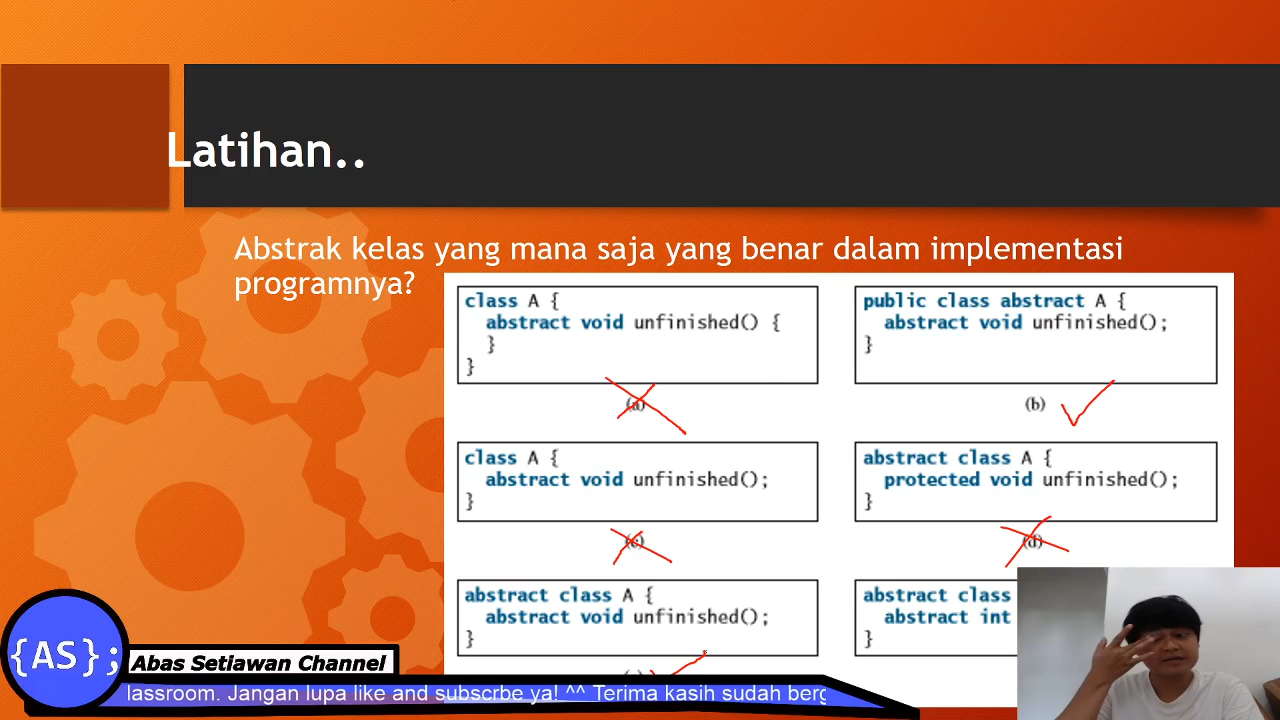 Latihan..
Abstrak kelas yang mana saja yang benar dalam implementasi
programnya?
class A {
abstract void unfinished() {
}
}
(a)
public class abstract A {
abstract void unfinished();
}
(b)
class A {
abstract void unfinished();
}
(c)
abstract class A {
protected void unfinished();
}
(d)
abstract class A {
abstract void unfinished();
}
abstract class
abstract int
}
{AS};
Abas Setiawan Channel
lassroom. Jangan lupa like and subscrbe ya! ^^ Terima kasih sudah berg